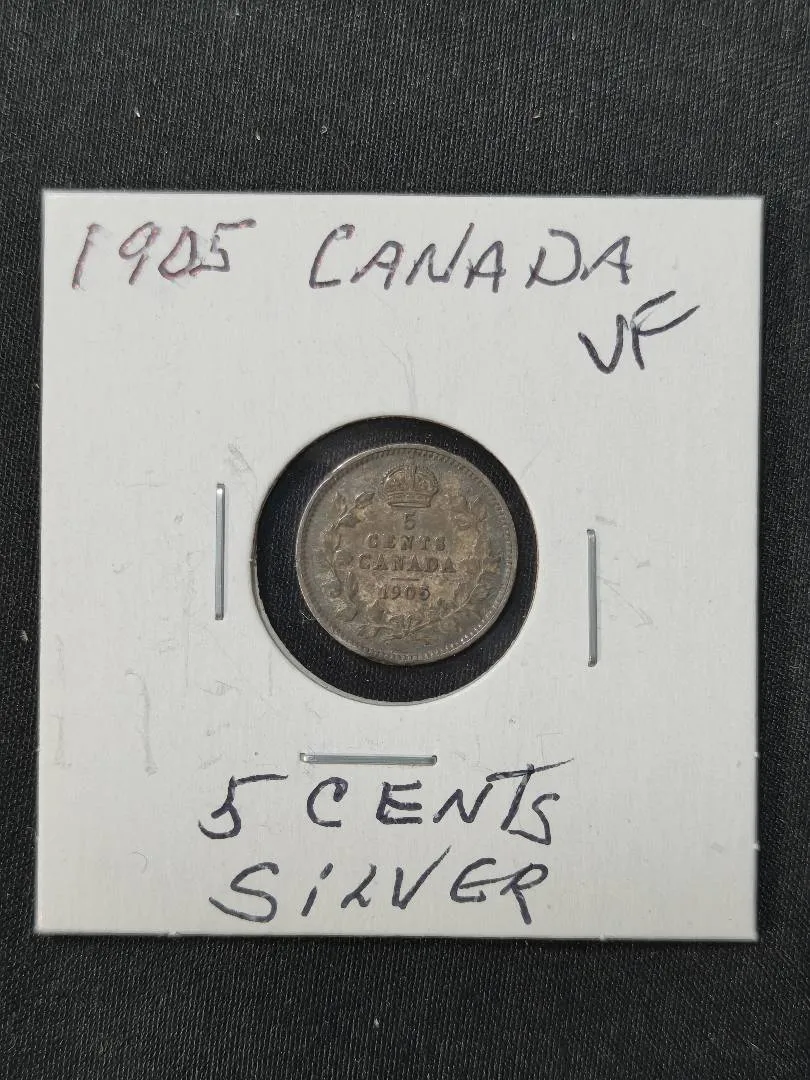 1905 CANADA
VF
5
CENTS
CANADA
1905
5 CENTS
SILVER